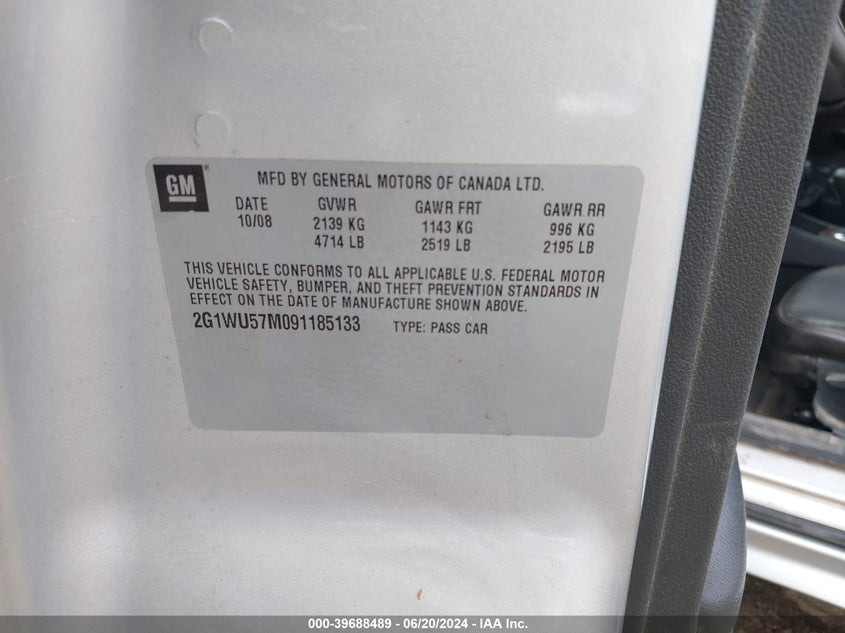 GM ®
MFD BY GENERAL MOTORS OF CANADA LTD.
DATE GVWR GAWR FRT GAWR RR
10/08 2139 KG 1143 KG 996 KG
4714 LB 2519 LB 2195 LB
THIS VEHICLE CONFORMS TO ALL APPLICABLE U.S. FEDERAL MOTOR
VEHICLE SAFETY, BUMPER, AND THEFT PREVENTION STANDARDS IN
EFFECT ON THE DATE OF MANUFACTURE SHOWN ABOVE.
2G1WU57M091185133 TYPE: PASS CAR
000-39688489 - 06/20/2024 - IAA Inc.